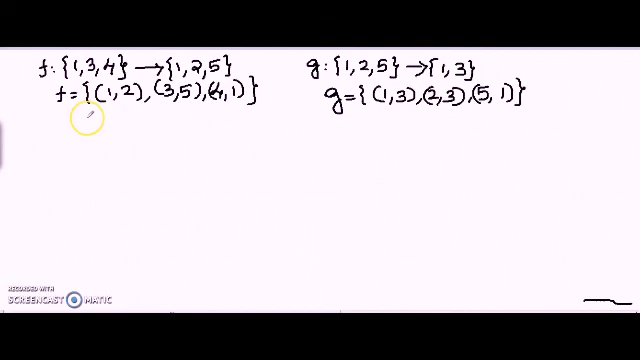 f: {1,3,4} → {1,2,5}
f = {(1,2), (3,5), (4,1)}
g: {1,2,5} → {1,3}
g = {(1,3), (2,3), (5,1)}
RECORDED WITH
SCREENCAST MATIC